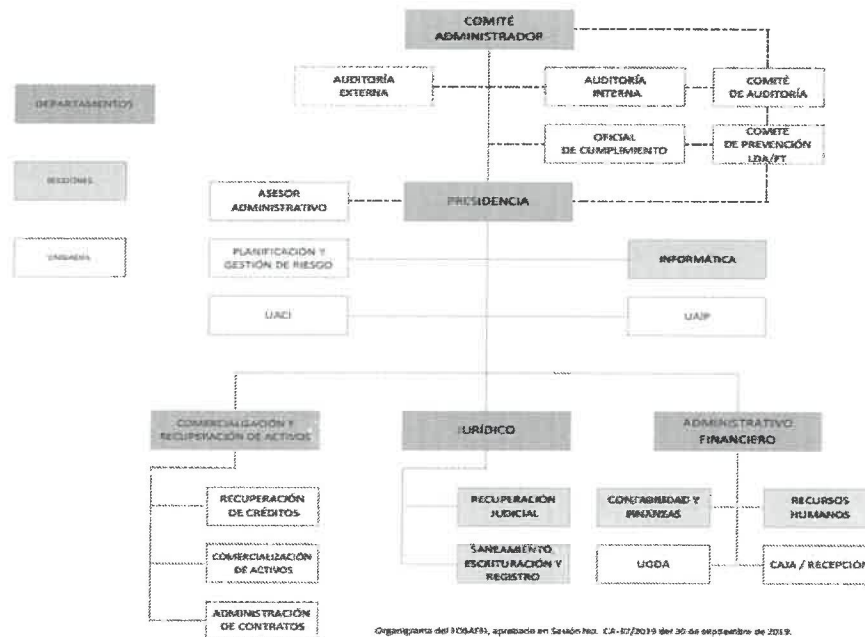 COMITÉ
ADMINISTRADOR
AUDITORÍA
EXTERNA
AUDITORÍA
INTERNA
COMITÉ
DE AUDITORÍA
DEPARTAMENTOS
OFICIAL
DE CUMPLIMIENTO
COMITÉ
DE PREVENCIÓN
LDA/FT
SECCIONES
ASESOR
ADMINISTRATIVO
PRESIDENCIA
UNIDADES
PLANIFICACIÓN Y
GESTIÓN DE RIESGO
INFORMÁTICA
UACI
UAIP
COMERCIALIZACIÓN Y
RECUPERACIÓN DE ACTIVOS
JURÍDICO
ADMINISTRATIVO
FINANCIERO
RECUPERACIÓN
DE CRÉDITOS
RECUPERACIÓN
JUDICIAL
CONTABILIDAD Y
FINANZAS
RECURSOS
HUMANOS
COMERCIALIZACIÓN
DE ACTIVOS
SANEAMIENTO,
ESCRITURACIÓN Y
REGISTRO
UGDA
CAJA / RECEPCIÓN
ADMINISTRACIÓN
DE CONTRATOS
Organigrama del FOSAFFI, aprobado en Sesión No. CA-37/2019 del 30 de septiembre de 2019.